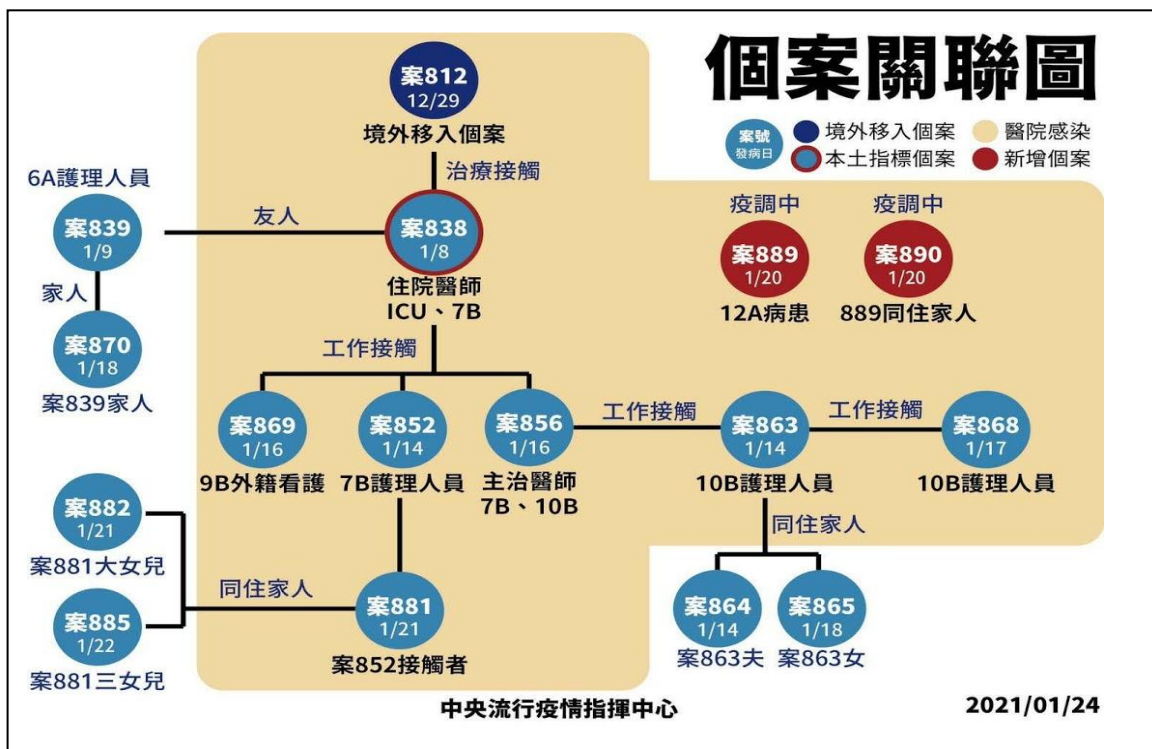 個案關聯圖
案號
發病日
境外移入個案
醫院感染
本土指標個案
新增個案
案812
12/29
境外移入個案
治療接觸
6A護理人員
案839
1/9
友人
案838
1/8
住院醫師
ICU、7B
疫調中
案889
1/20
12A病患
疫調中
案890
1/20
889同住家人
家人
案870
1/18
案839家人
工作接觸
案869
1/16
9B外籍看護
案852
1/14
7B護理人員
案856
1/16
主治醫師
7B、10B
工作接觸
案863
1/14
10B護理人員
工作接觸
案868
1/17
10B護理人員
案882
1/21
案881大女兒
案885
1/22
案881三女兒
同住家人
案881
1/21
案852接觸者
同住家人
案864
1/14
案863夫
案865
1/18
案863女
中央流行疫情指揮中心
2021/01/24